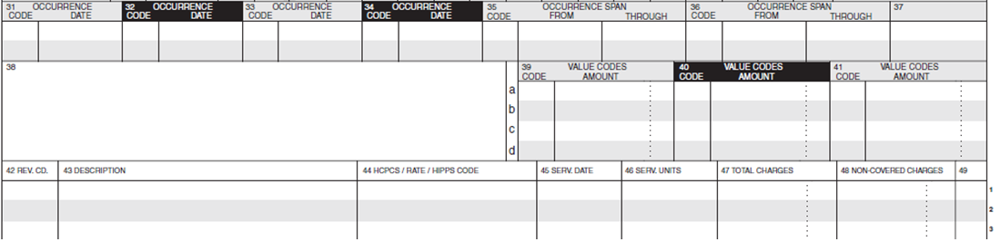 31 OCCURRENCE 32 OCCURRENCE 33 OCCURRENCE 34 OCCURRENCE 35 OCCURRENCE SPAN 36 OCCURRENCE SPAN 37
CODE DATE CODE DATE CODE DATE CODE DATE CODE FROM THROUGH CODE FROM THROUGH
38 39 VALUE CODES 40 VALUE CODES 41 VALUE CODES
CODE AMOUNT CODE AMOUNT CODE AMOUNT
a
b
c
d
42 REV. CD. 43 DESCRIPTION 44 HCPCS / RATE / HIPPS CODE 45 SERV. DATE 46 SERV. UNITS 47 TOTAL CHARGES 48 NON-COVERED CHARGES 49
1
2
3